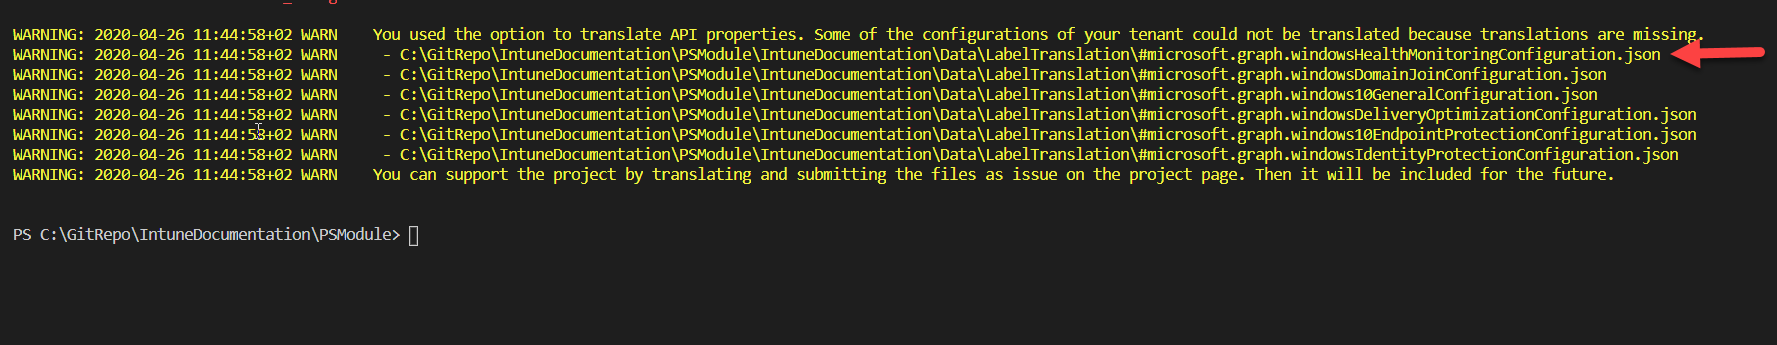 WARNING: 2020-04-26 11:44:58+02 WARN    You used the option to translate API properties. Some of the configurations of your tenant could not be translated because translations are missing.
WARNING: 2020-04-26 11:44:58+02 WARN     - C:\GitRepo\IntuneDocumentation\PSModule\IntuneDocumentation\Data\LabelTranslation\#microsoft.graph.windowsHealthMonitoringConfiguration.json
WARNING: 2020-04-26 11:44:58+02 WARN     - C:\GitRepo\IntuneDocumentation\PSModule\IntuneDocumentation\Data\LabelTranslation\#microsoft.graph.windowsDomainJoinConfiguration.json
WARNING: 2020-04-26 11:44:58+02 WARN     - C:\GitRepo\IntuneDocumentation\PSModule\IntuneDocumentation\Data\LabelTranslation\#microsoft.graph.windows10GeneralConfiguration.json
WARNING: 2020-04-26 11:44:58+02 WARN     - C:\GitRepo\IntuneDocumentation\PSModule\IntuneDocumentation\Data\LabelTranslation\#microsoft.graph.windowsDeliveryOptimizationConfiguration.json
WARNING: 2020-04-26 11:44:58+02 WARN     - C:\GitRepo\IntuneDocumentation\PSModule\IntuneDocumentation\Data\LabelTranslation\#microsoft.graph.windows10EndpointProtectionConfiguration.json
WARNING: 2020-04-26 11:44:58+02 WARN     - C:\GitRepo\IntuneDocumentation\PSModule\IntuneDocumentation\Data\LabelTranslation\#microsoft.graph.windowsIdentityProtectionConfiguration.json
WARNING: 2020-04-26 11:44:58+02 WARN    You can support the project by translating and submitting the files as issue on the project page. Then it will be included for the future.
PS C:\GitRepo\IntuneDocumentation\PSModule>